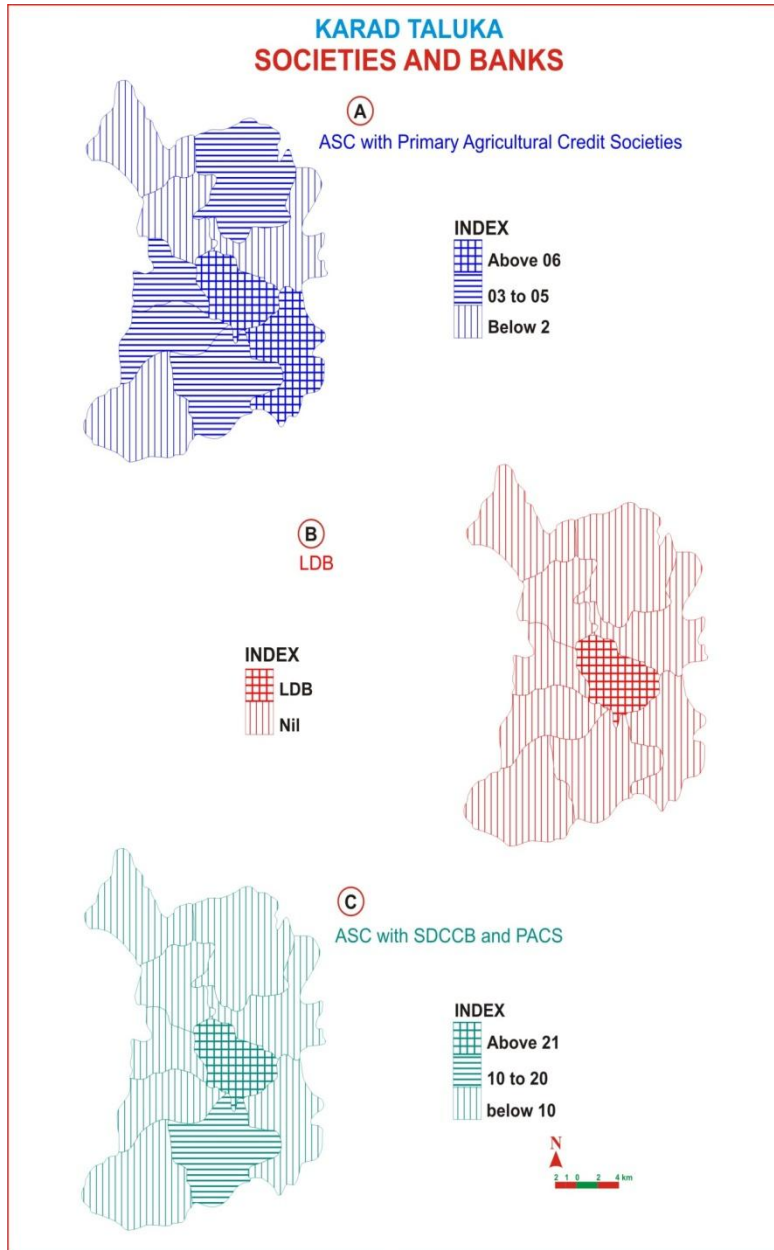 KARAD TALUKA
SOCIETIES AND BANKS
A
ASC with Primary Agricultural Credit Societies
INDEX
Above 06
03 to 05
Below 2
B
LDB
INDEX
LDB
Nil
C
ASC with SDCCB and PACS
INDEX
Above 21
10 to 20
below 10
N
2 1 0 2 4 km